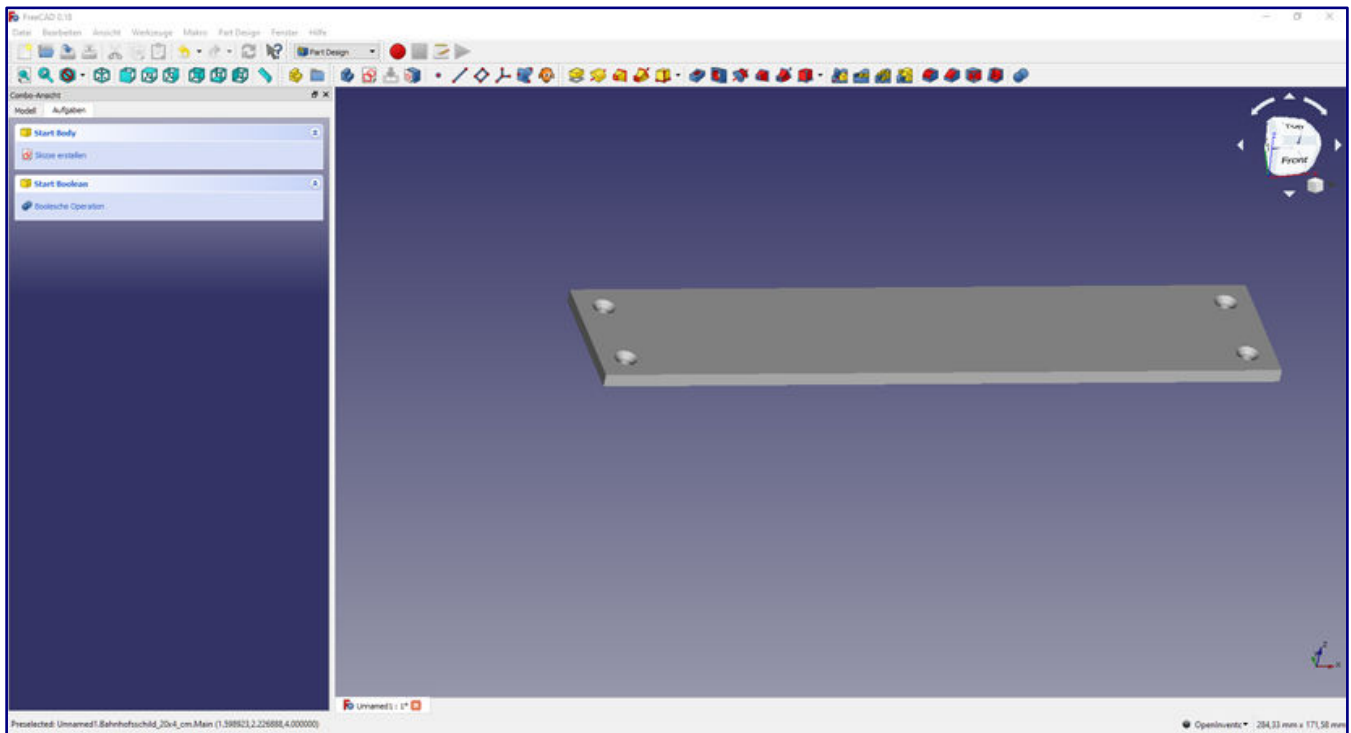 FreeCAD 0.18
Datei Bearbeiten Ansicht Werkzeuge Makro Part Design Fenster Hilfe
Part Design
Combo-Ansicht
Modell Aufgaben
Start Body
Skizze erstellen
Start Boolean
Boolesche Operation
Top
Front
Z
X
Unnamed1 : 1*
Preselected: Unnamed1.Bahnhofsschild_20x4_cm.Main (1.598923,2.226888,4.000000)
OpenInventor 284,33 mm x 171,58 mm